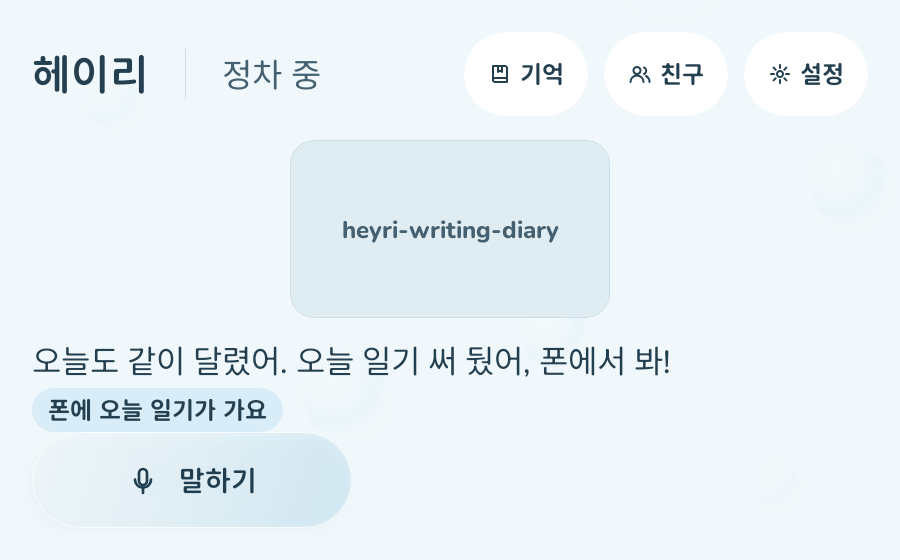 헤이리
정차 중
기억
친구
설정
heyri-writing-diary
오늘도 같이 달렸어. 오늘 일기 써 뒀어, 폰에서 봐!
폰에 오늘 일기가 가요
말하기